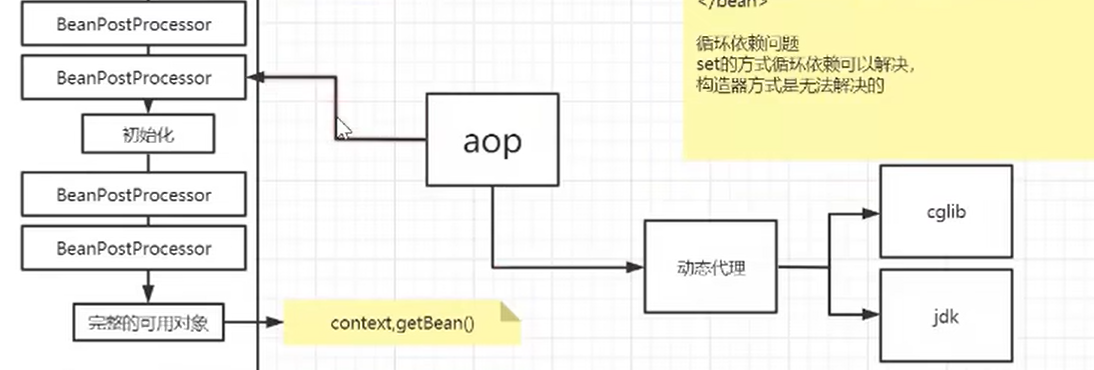 BeanPostProcessor
BeanPostProcessor
初始化
BeanPostProcessor
BeanPostProcessor
完整的可用对象
context,getBean()
aop
动态代理
cglib
jdk
</bean>
循环依赖问题
set的方式循环依赖可以解决，
构造器方式是无法解决的